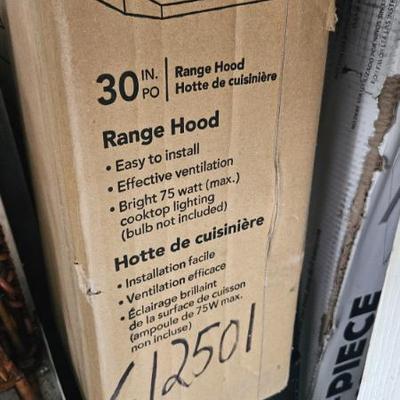 30 IN. PO
Range Hood
Hotte de cuisinière
Range Hood
• Easy to install
• Effective ventilation
• Bright 75 watt (max.)
cooktop lighting
(bulb not included)
Hotte de cuisinière
• Installation facile
• Ventilation efficace
• Éclairage brillant
de la surface de cuisson
(ampoule de 75W max.
non incluse)
12501
PIECE